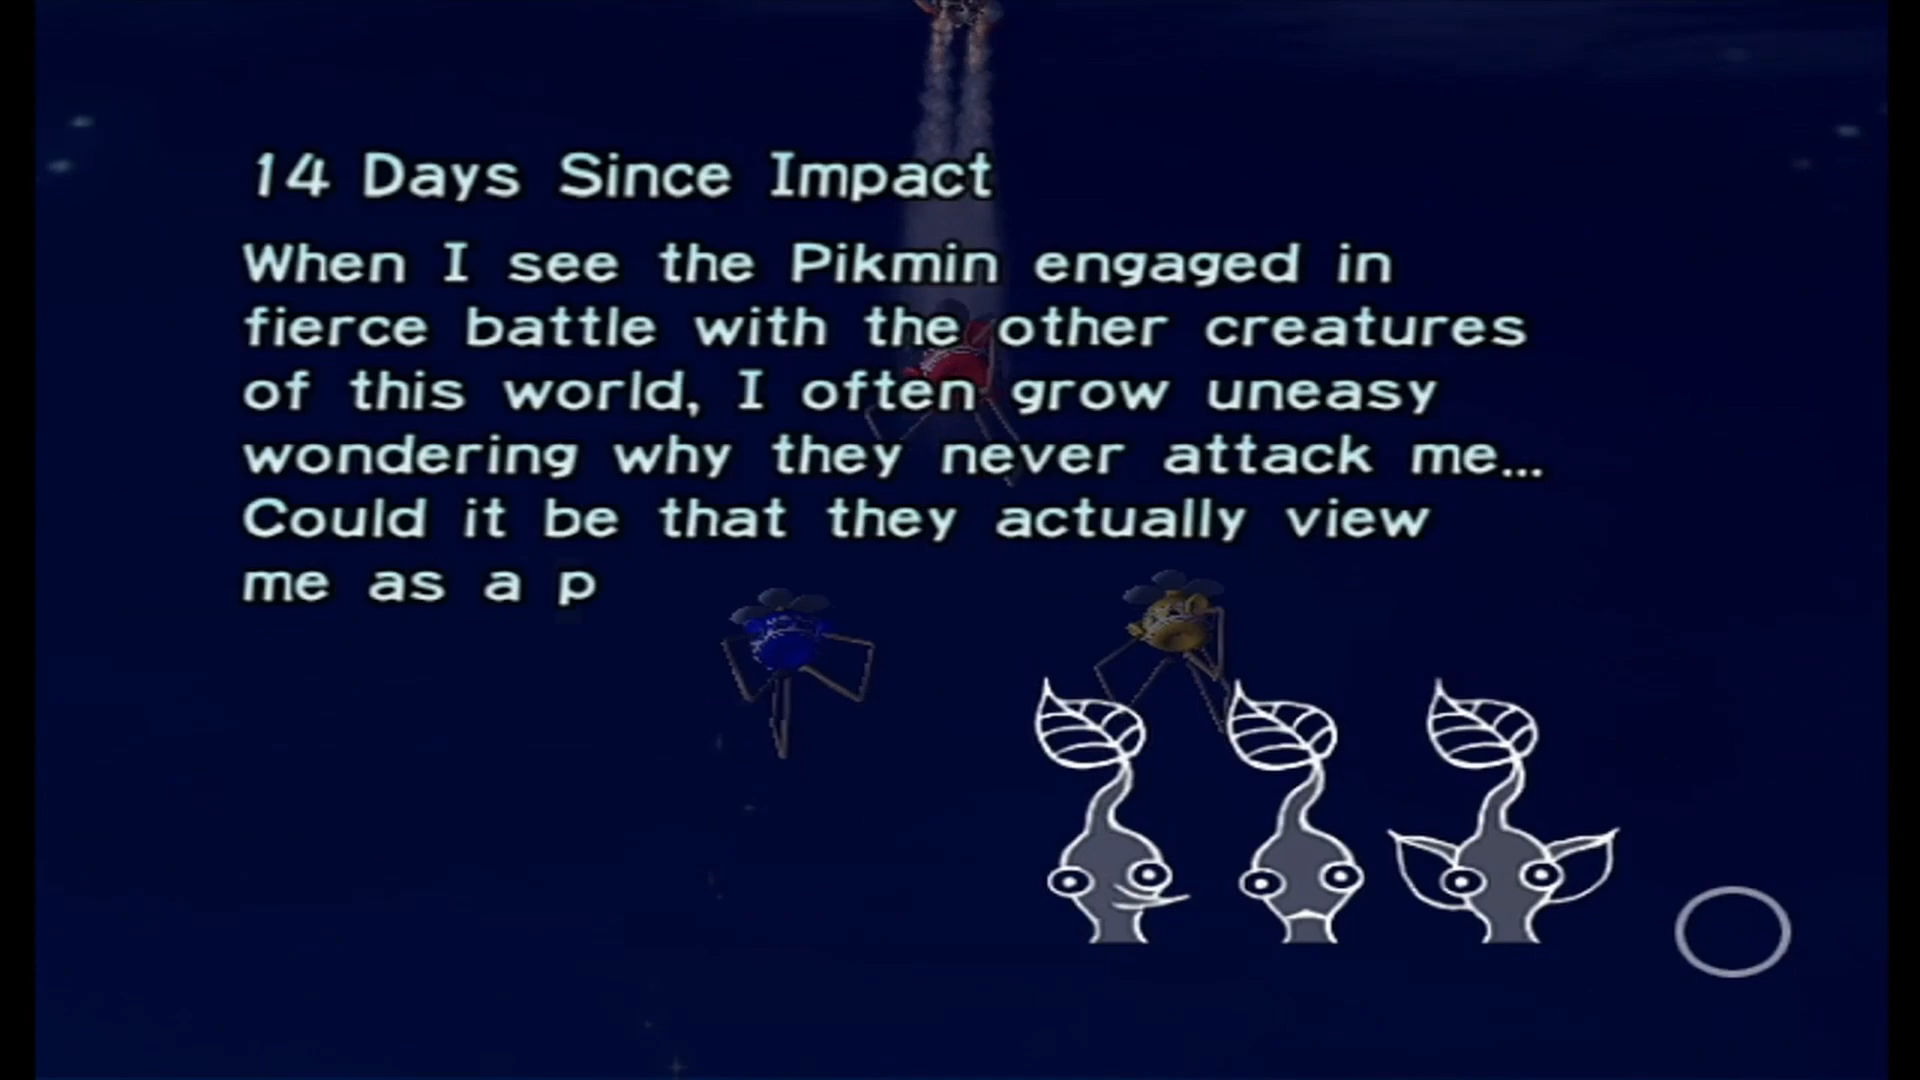 14 Days Since Impact
When I see the Pikmin engaged in
fierce battle with the other creatures
of this world, I often grow uneasy
wondering why they never attack me...
Could it be that they actually view
me as a p